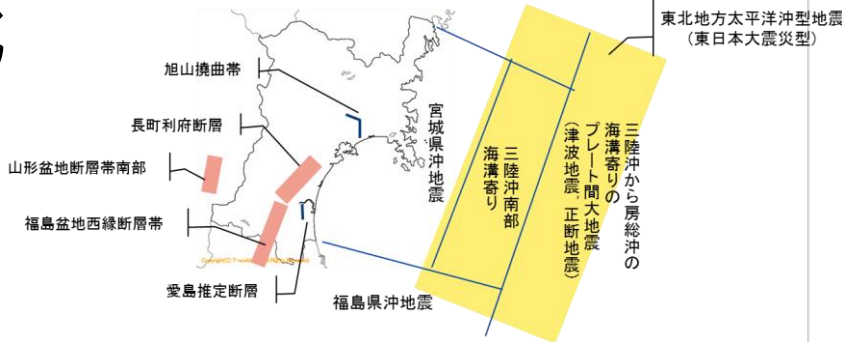 東北地方太平洋沖型地震
(東日本大震災型)
旭山撓曲帯
長町利府断層
山形盆地断層帯南部
福島盆地西縁断層帯
愛島推定断層
宮城県沖地震
三陸沖南部
海溝寄り
三陸沖から房総沖の
海溝寄りの
プレート間大地震
(津波地震,正断地震)
福島県沖地震